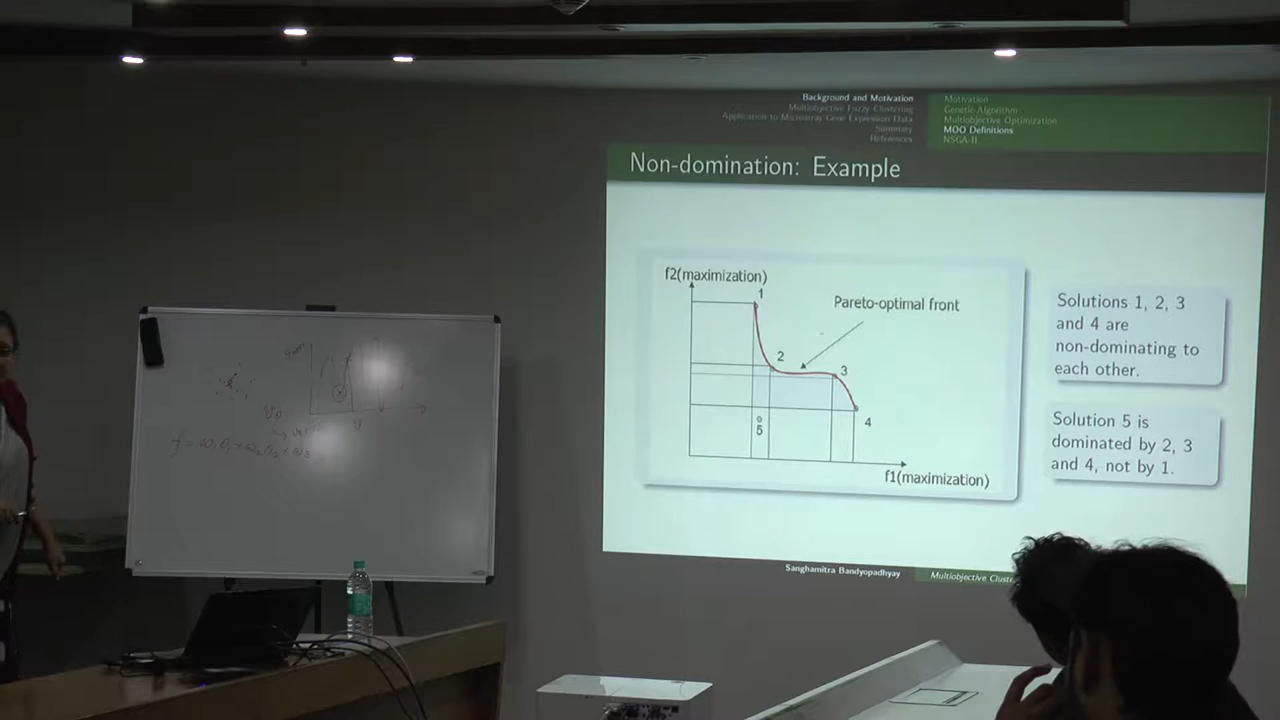 Background and Motivation
Multiobjective Fuzzy Clustering
Application to Microarray Gene Expression Data
Summary
References
Motivation
Genetic Algorithm
Multiobjective Optimization
MOO Definitions
NSGA-II
Non-domination: Example
f2(maximization)
1
Pareto-optimal front
2
3
4
5
f1(maximization)
Solutions 1, 2, 3
and 4 are
non-dominating to
each other.
Solution 5 is
dominated by 2, 3
and 4, not by 1.
Sanghamitra Bandyopadhyay
Multiobjective